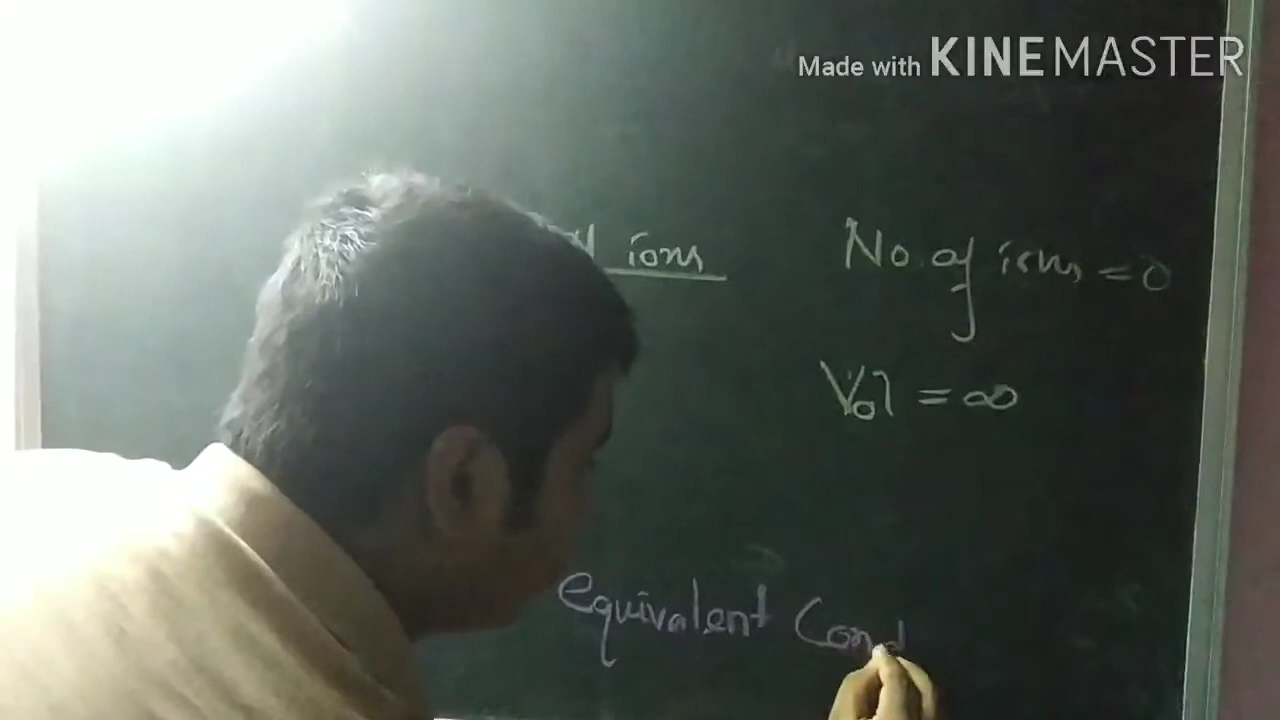 Made with KINEMASTER
ions No. of ions = 0
Vol = ∞
equivalent Cond